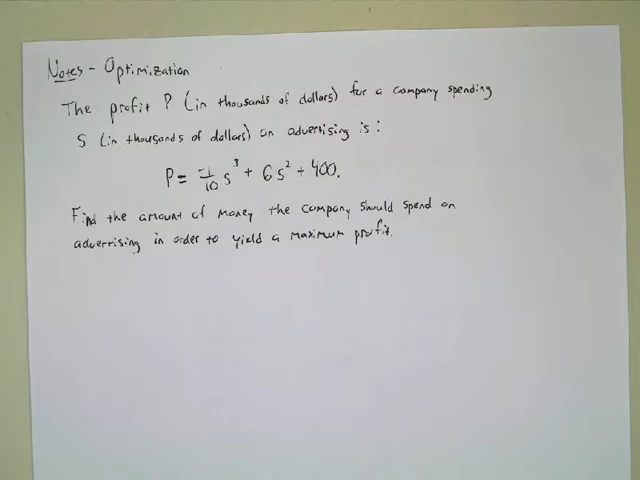 Notes - Optimization
The profit P (in thousands of dollars) for a company spending
S (in thousands of dollars) on advertising is:
P = -1/10 s³ + 6s² + 400.
Find the amount of money the company should spend on
advertising in order to yield a maximum profit.